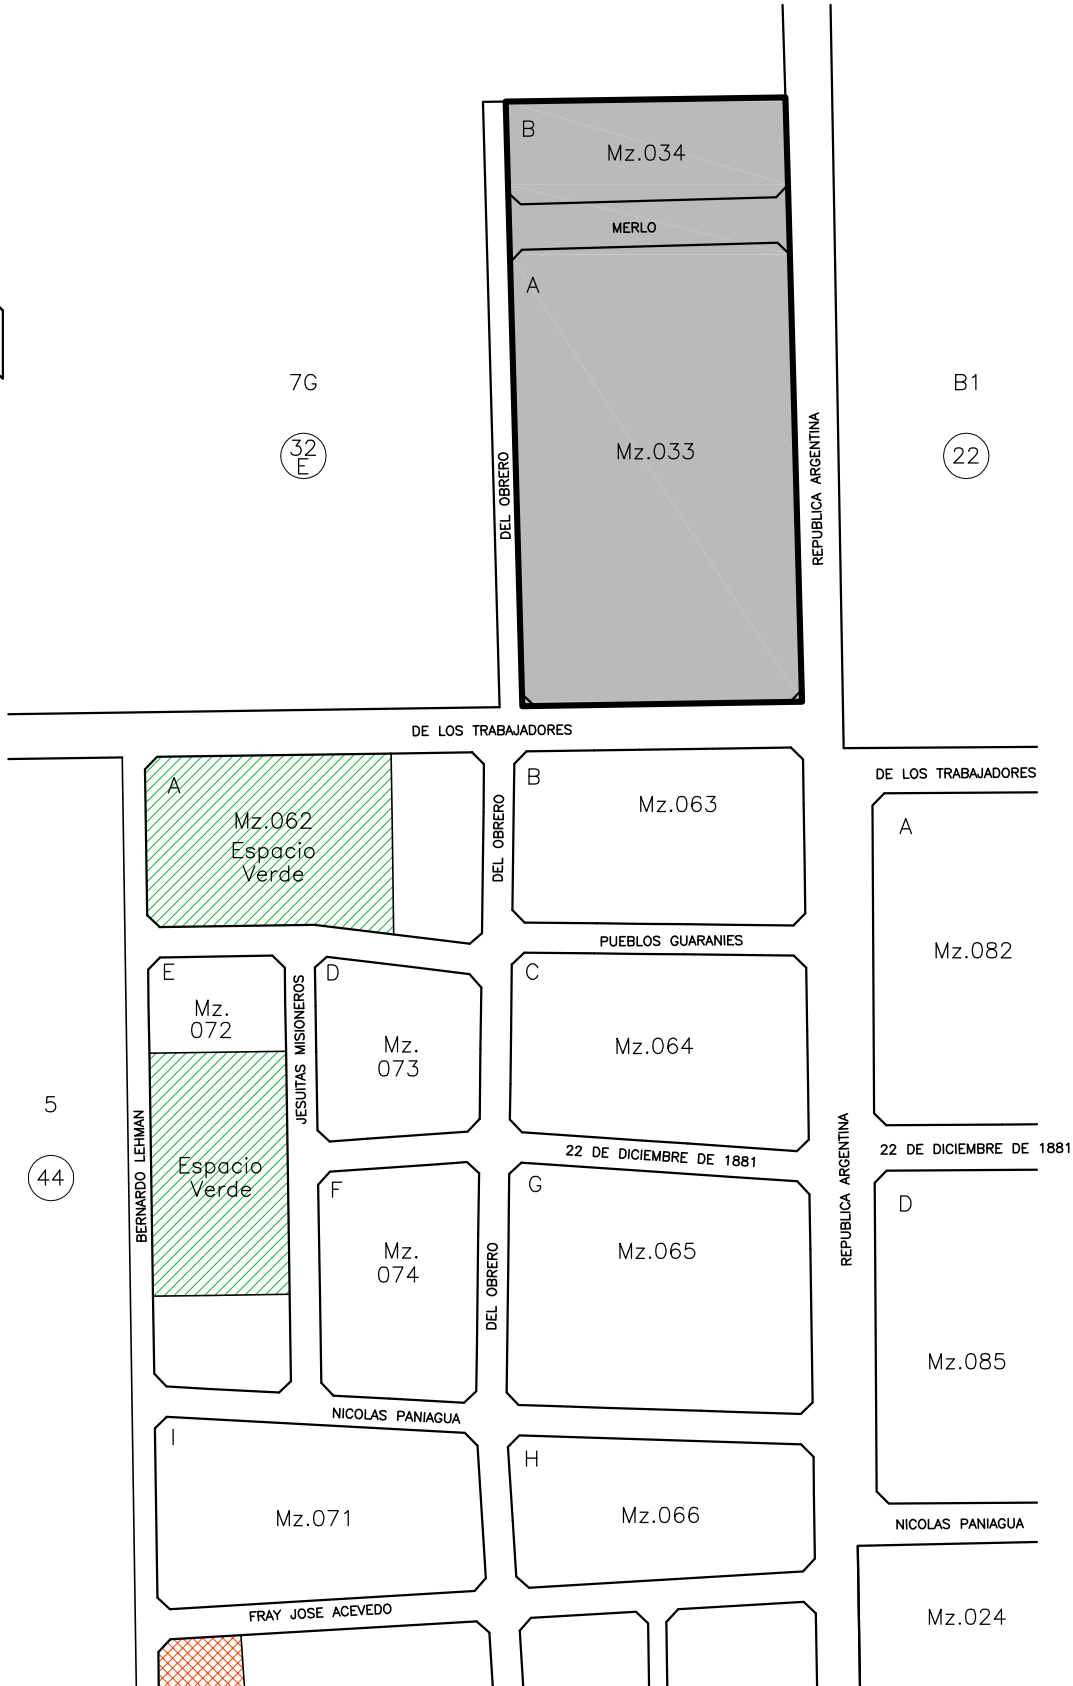 B
Mz.034
MERLO
A
7G
B1
32
E
Mz.033
22
DEL OBRERO
REPUBLICA ARGENTINA
DE LOS TRABAJADORES
A
Mz.062
Espacio
Verde
DEL OBRERO
B
Mz.063
DE LOS TRABAJADORES
A
PUEBLOS GUARANIES
Mz.082
E
Mz.
072
JESUITAS MISIONEROS
D
Mz.
073
C
Mz.064
5
44
BERNARDO LEHMAN
Espacio
Verde
22 DE DICIEMBRE DE 1881
REPUBLICA ARGENTINA
22 DE DICIEMBRE DE 1881
F
Mz.
074
DEL OBRERO
G
Mz.065
D
Mz.085
NICOLAS PANIAGUA
I
Mz.071
H
Mz.066
NICOLAS PANIAGUA
FRAY JOSE ACEVEDO
Mz.024